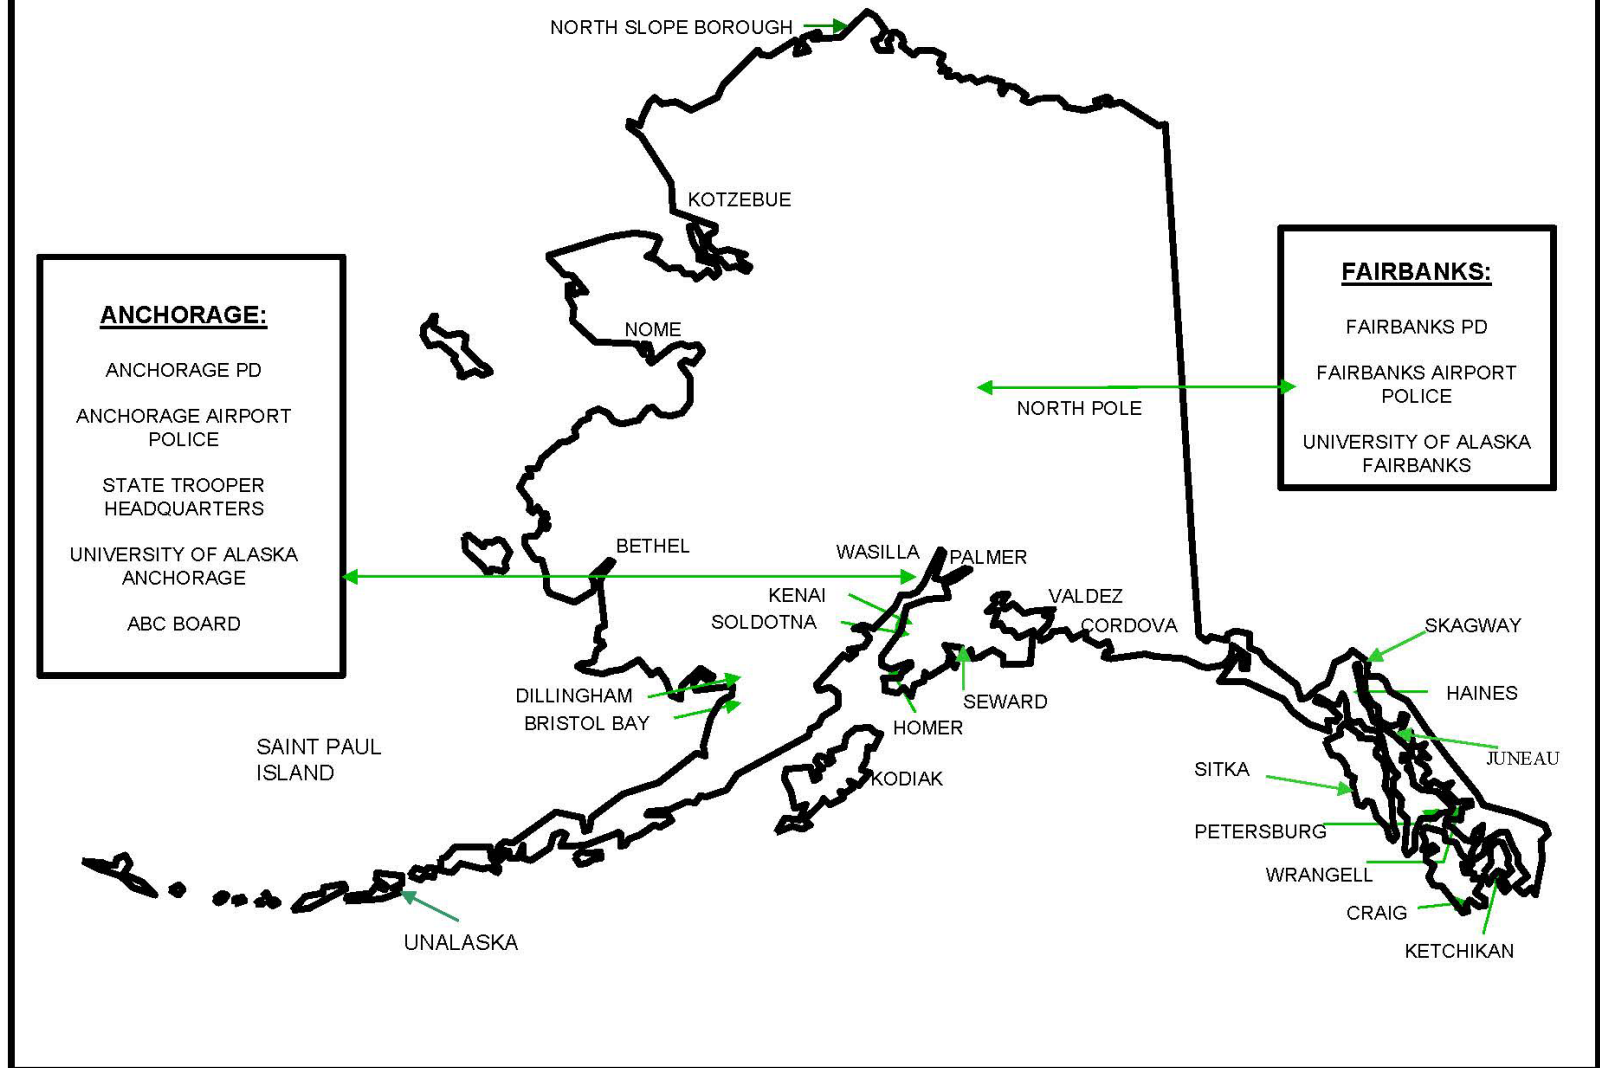 NORTH SLOPE BOROUGH
KOTZEBUE
FAIRBANKS:
FAIRBANKS PD
FAIRBANKS AIRPORT
POLICE
UNIVERSITY OF ALASKA
FAIRBANKS
ANCHORAGE:
ANCHORAGE PD
ANCHORAGE AIRPORT
POLICE
STATE TROOPER
HEADQUARTERS
UNIVERSITY OF ALASKA
ANCHORAGE
ABC BOARD
NOME
NORTH POLE
BETHEL
WASILLA
PALMER
KENAI
SOLDOTNA
VALDEZ
CORDOVA
SKAGWAY
HAINES
DILLINGHAM
BRISTOL BAY
SEWARD
HOMER
SAINT PAUL
ISLAND
KODIAK
JUNEAU
SITKA
PETERSBURG
WRANGELL
CRAIG
KETCHIKAN
UNALASKA